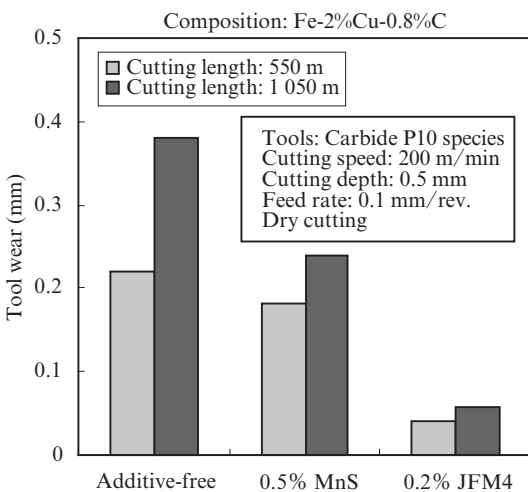 Composition: Fe-2%Cu-0.8%C
0.5
Cutting length: 550 m
Cutting length: 1 050 m
0.4
Tools: Carbide P10 species
Cutting speed: 200 m/min
Cutting depth: 0.5 mm
Feed rate: 0.1 mm/rev.
Dry cutting
0.3
Tool wear (mm)
0.2
0.1
0
Additive-free
0.5% MnS
0.2% JFM4